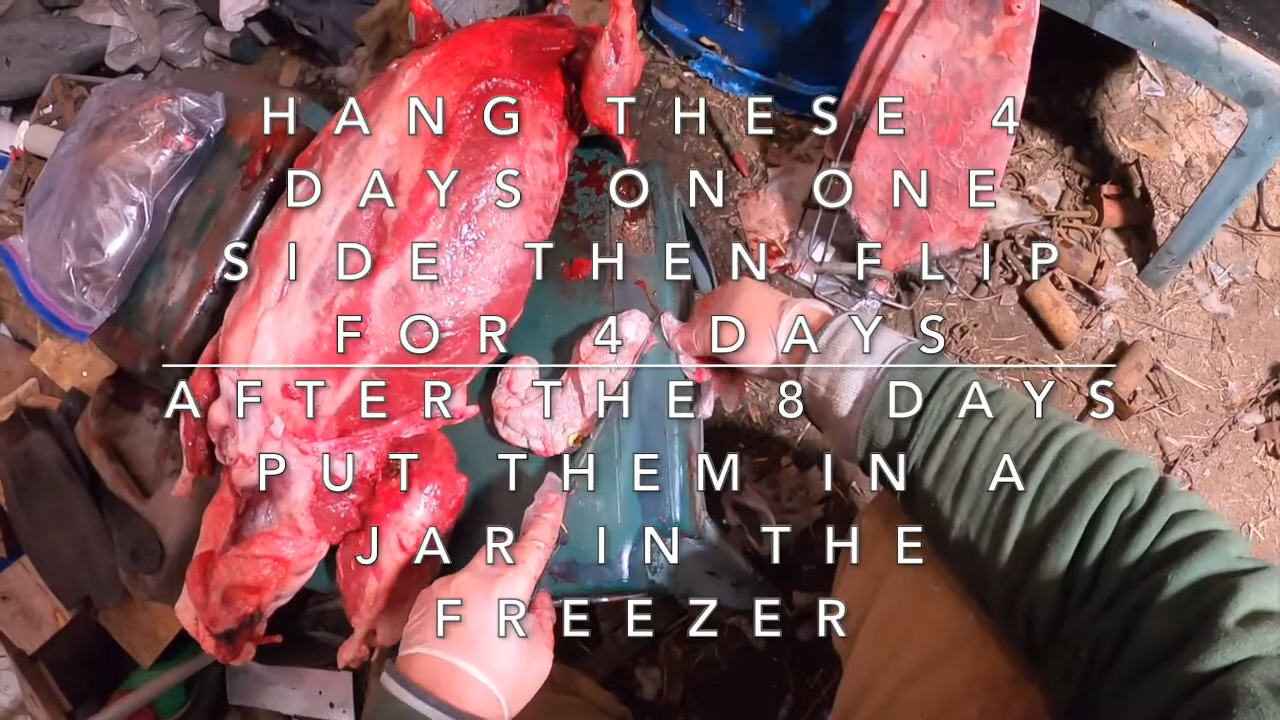 HANG THESE 4
DAYS ON ONE
SIDE THEN FLIP
FOR 4 DAYS
AFTER THE 8 DAYS
PUT THEM IN A
JAR IN THE
FREEZER